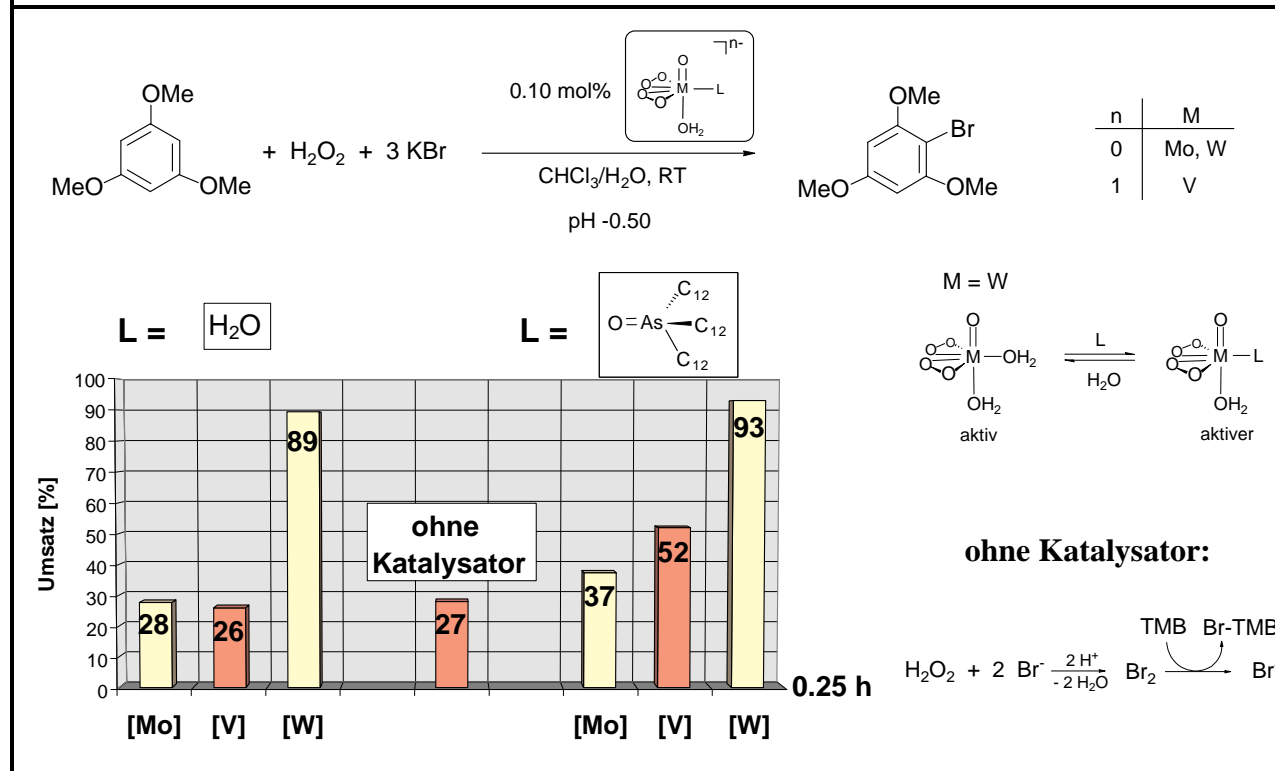 OMe
MeO OMe
+ H2O2 + 3 KBr
0.10 mol%
n-
O
O O O O M L
OH2
CHCl3/H2O, RT
pH -0.50
OMe
Br
MeO OMe
n M
0 Mo, W
1 V
L = H2O
L = O=As C12 C12 C12
M = W
O
O O O O M OH2
OH2
aktiv
L
H2O
O
O O O O M L
OH2
aktiver
Umsatz [%]
100
90
80
70
60
50
40
30
20
10
0
28
26
89
ohne
Katalysator
27
37
52
93
0.25 h
[Mo] [V] [W] [Mo] [V] [W]
ohne Katalysator:
TMB Br-TMB
H2O2 + 2 Br- 2 H+ - 2 H2O Br2 Br